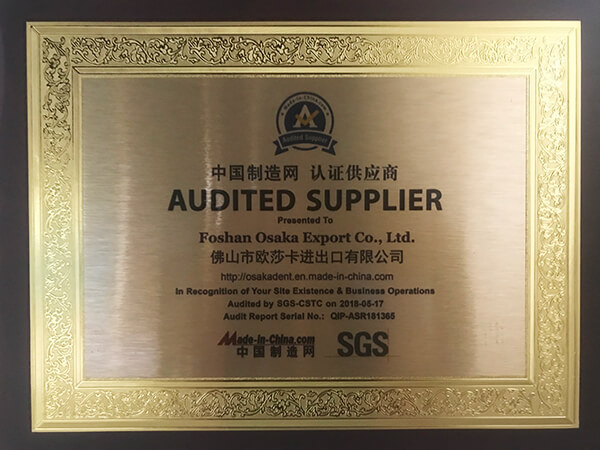 Made-in-China.com
Audited Supplier
中国制造网 认证供应商
AUDITED SUPPLIER
Presented To
Foshan Osaka Export Co., Ltd.
佛山市欧莎卡进出口有限公司
http://osakadent.en.made-in-china.com/
In Recognition of Your Site Existence & Business Operations
Audited by SGS-CSTC on 2018-05-17
Audit Report Serial No.: QIP-ASR181365
Made-in-China.com
中国制造网
SGS